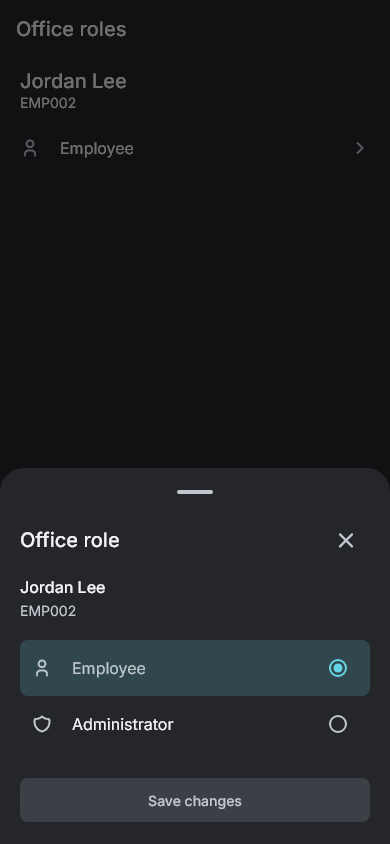 Office roles
Jordan Lee
EMP002
Employee
Office role
Jordan Lee
EMP002
Employee
Administrator
Save changes